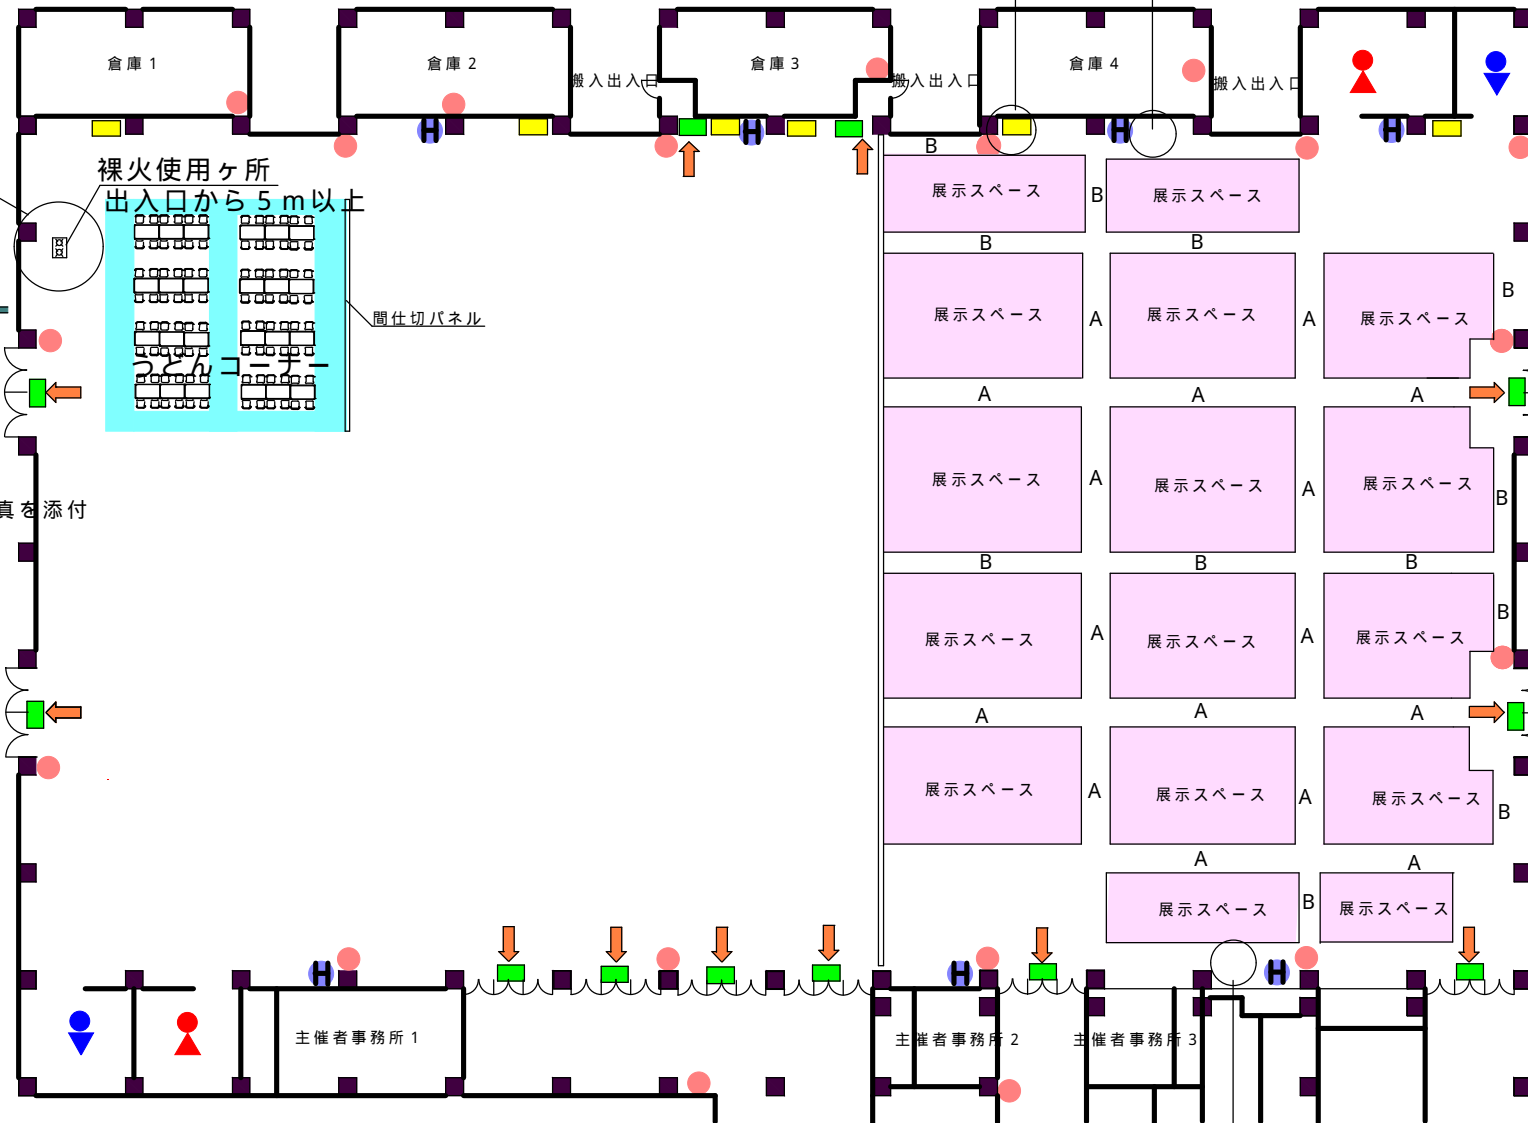 倉庫1
倉庫2
搬入出入口
倉庫3
搬入出入口
倉庫4
搬入出入口
H
H
H
H
裸火使用ヶ所
出入口から5m以上
間仕切パネル
うどんコーナー
真を添付
B
展示スペース
B
展示スペース
B
B
展示スペース
A
展示スペース
A
展示スペース
B
A
A
A
展示スペース
A
展示スペース
A
展示スペース
B
B
B
B
展示スペース
A
展示スペース
A
展示スペース
B
A
A
A
展示スペース
A
展示スペース
A
展示スペース
B
A
A
展示スペース
B
展示スペース
H
H
H
主催者事務所1
主催者事務所2
主催者事務所3